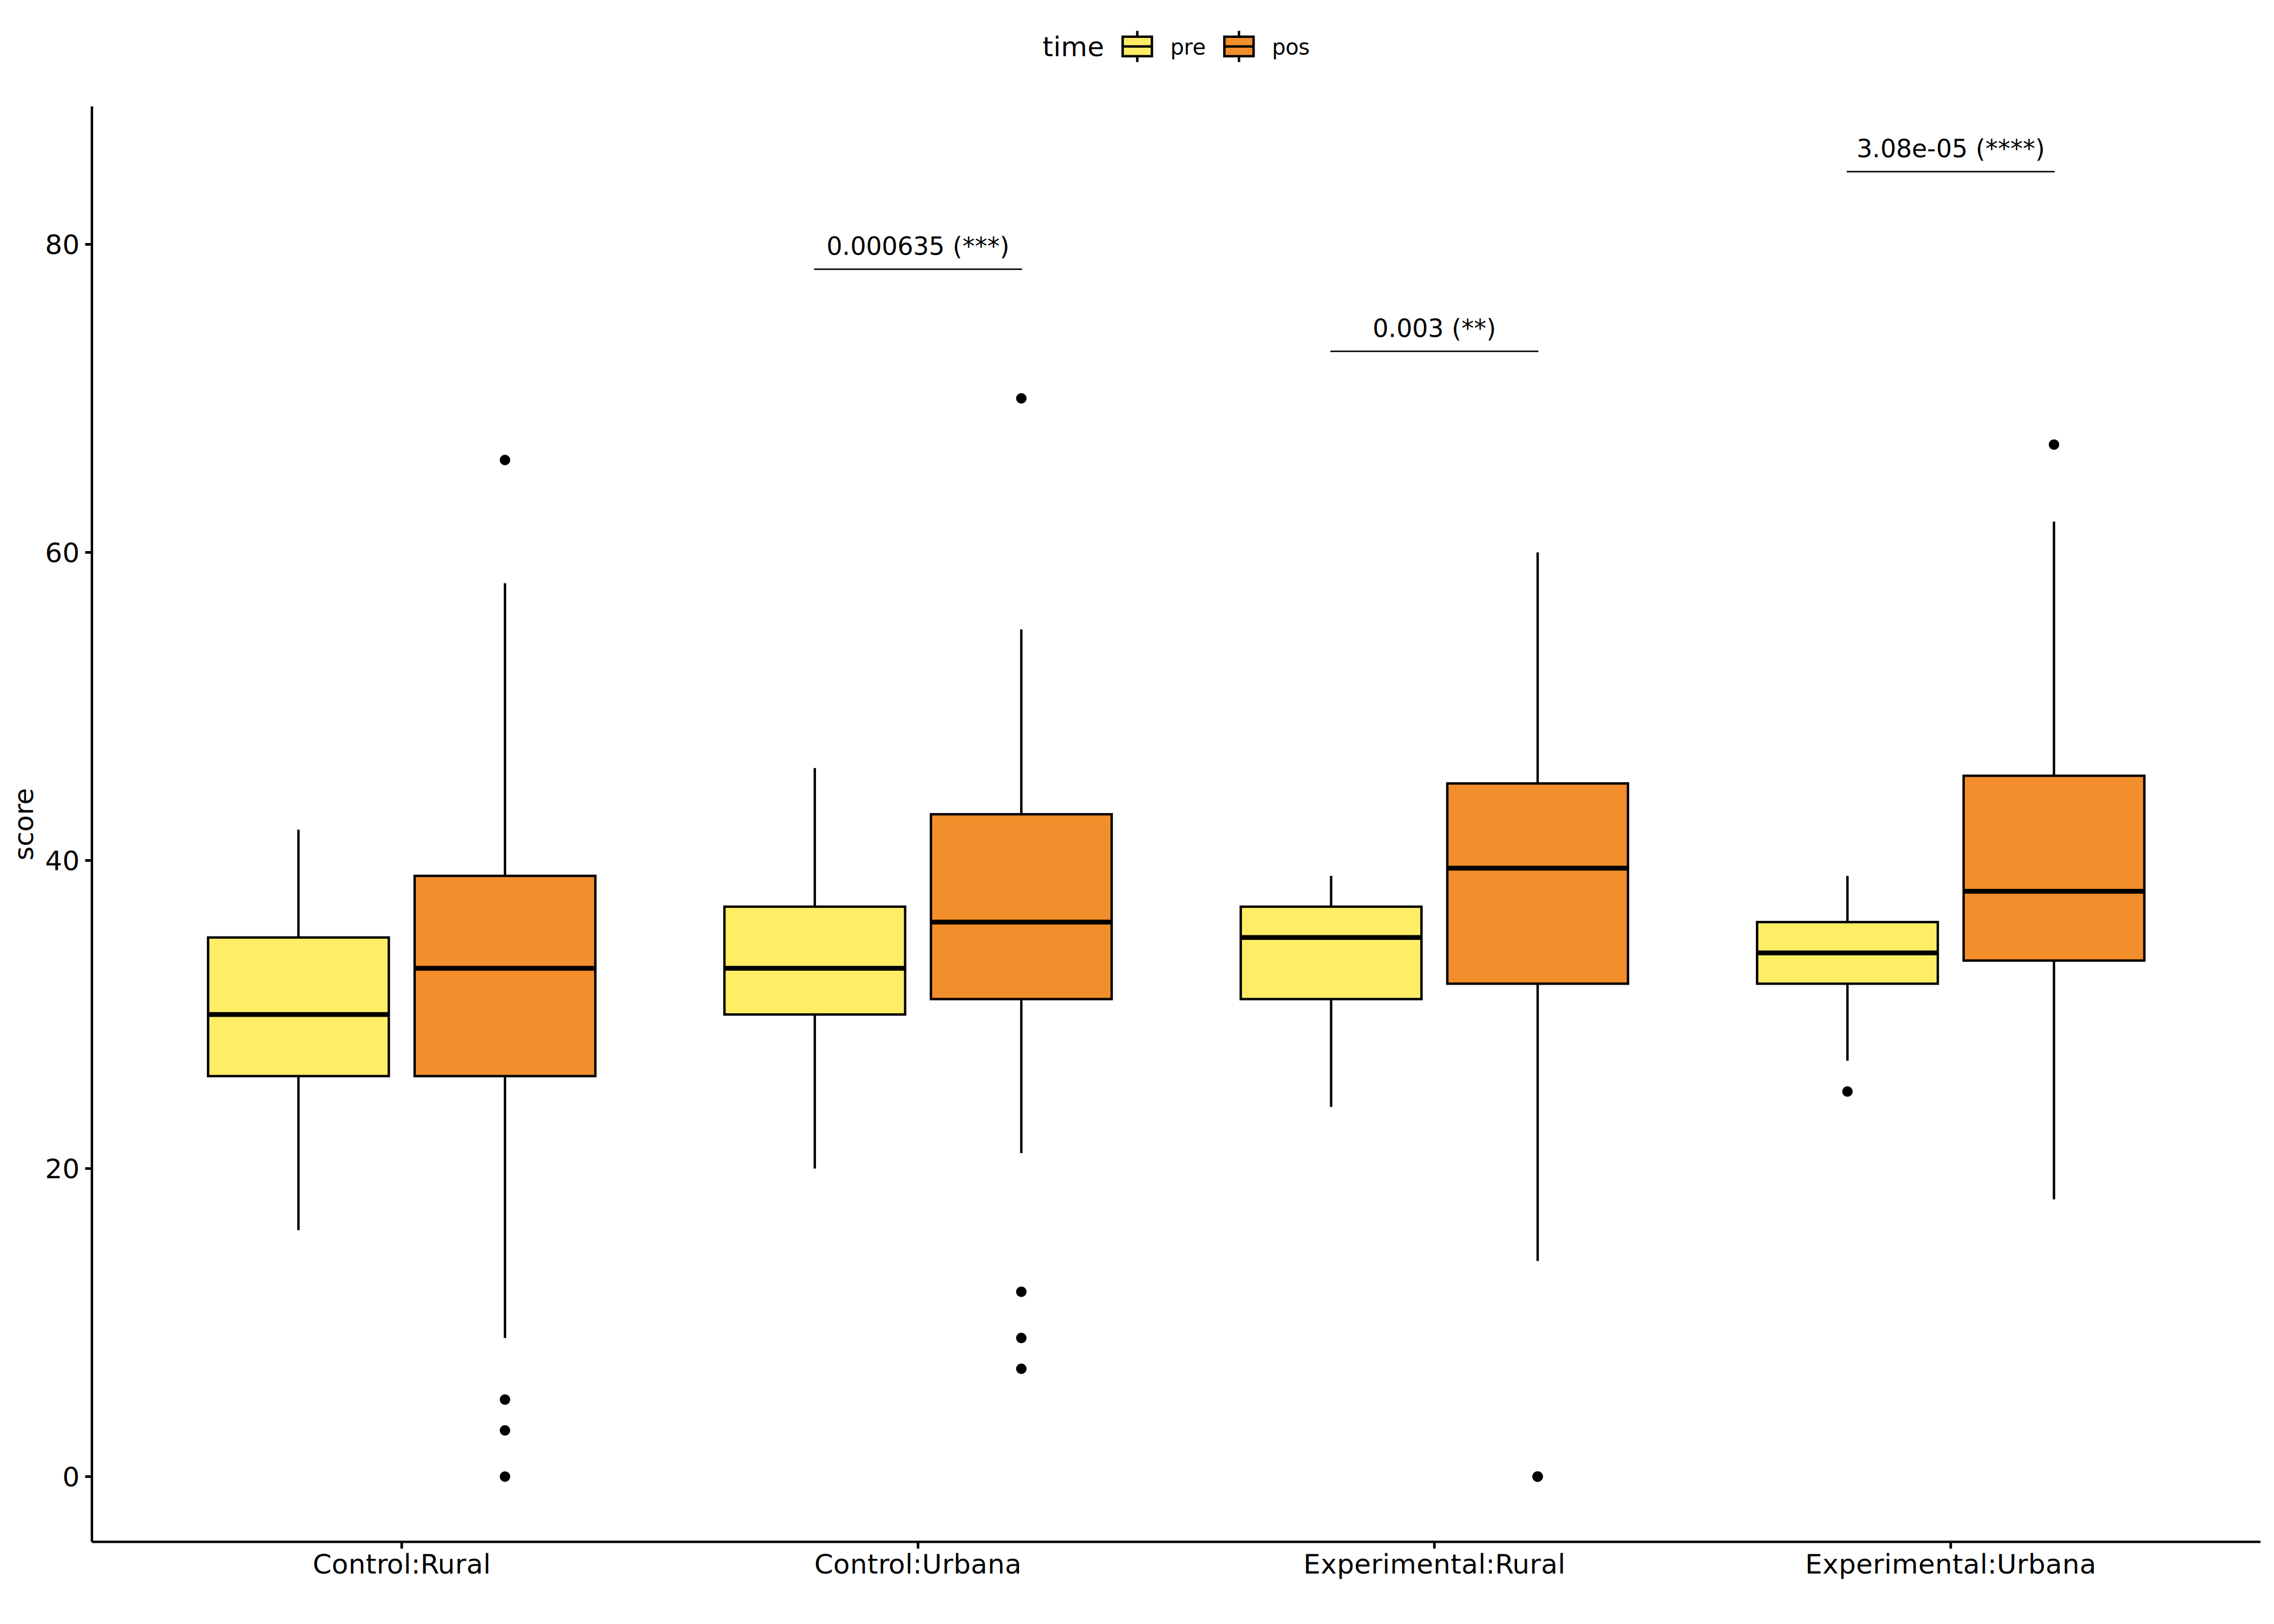 time pre pos
3.08e-05 (****)
0.000635 (***)
0.003 (**)
score
80
60
40
20
0
Control:Rural Control:Urbana Experimental:Rural Experimental:Urbana